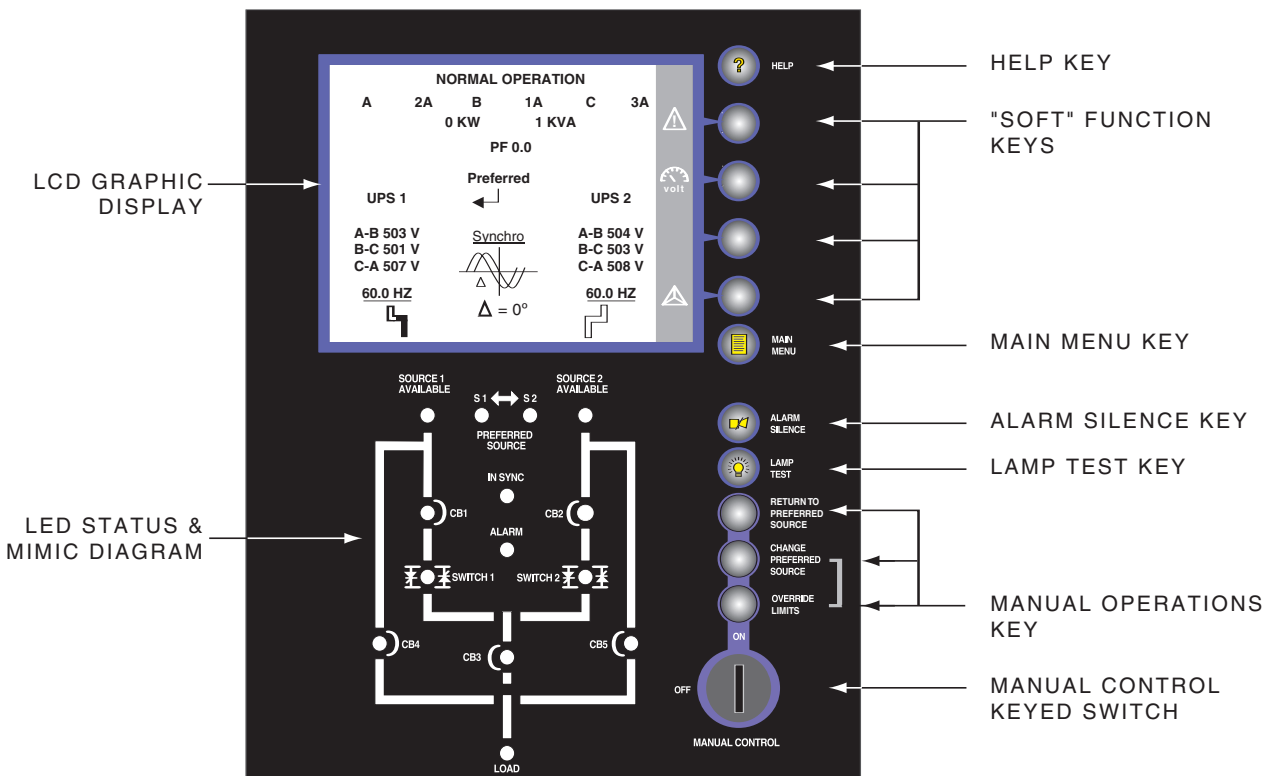 NORMAL OPERATION
A 2A B 1A C 3A
0 KW 1 KVA
PF 0.0
Preferred
UPS 1
UPS 2
A-B 503 V
B-C 501 V
C-A 507 V
Synchro
Δ
Δ = 0°
A-B 504 V
B-C 503 V
C-A 508 V
60.0 HZ
60.0 HZ
!
volt
?
HELP
MAIN
MENU
ALARM
SILENCE
LAMP
TEST
RETURN TO
PREFERRED
SOURCE
CHANGE
PREFERRED
SOURCE
OVERRIDE
LIMITS
ON
OFF
MANUAL CONTROL
SOURCE 1
AVAILABLE
S 1
S 2
PREFERRED
SOURCE
SOURCE 2
AVAILABLE
IN SYNC
CB1
CB2
ALARM
SWITCH 1
SWITCH 2
CB4
CB3
CB5
LOAD
LCD GRAPHIC
DISPLAY
LED STATUS &
MIMIC DIAGRAM
HELP KEY
"SOFT" FUNCTION
KEYS
MAIN MENU KEY
ALARM SILENCE KEY
LAMP TEST KEY
MANUAL OPERATIONS
KEY
MANUAL CONTROL
KEYED SWITCH